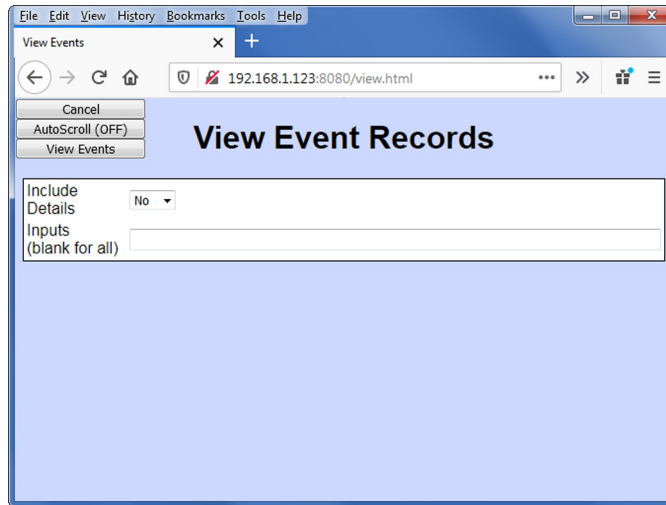 File Edit View History Bookmarks Tools Help
View Events
192.168.1.123:8080/view.html
Cancel
AutoScroll (OFF)
View Events
View Event Records
Include
Details
No
Inputs
(blank for all)